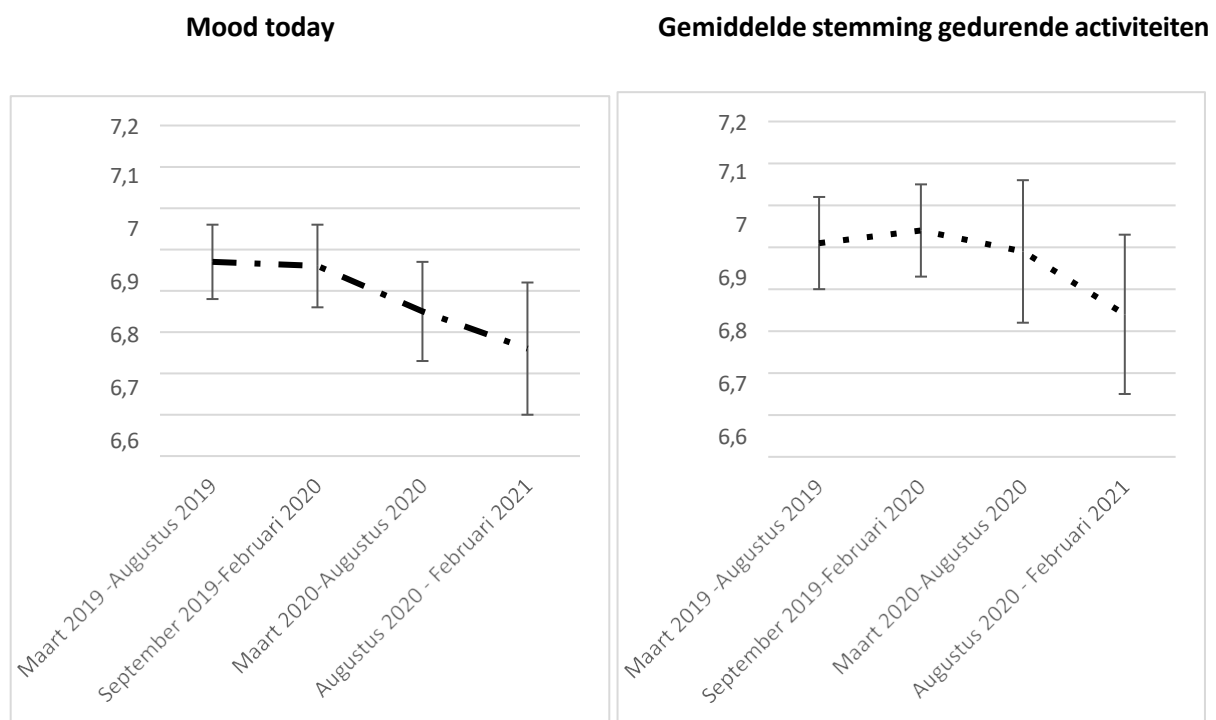 Mood today
Gemiddelde stemming gedurende activiteiten
7,2
7,1
7
6,9
6,8
6,7
6,6
Maart 2019 -Augustus 2019
September 2019-Februari 2020
Maart 2020-Augustus 2020
Augustus 2020 - Februari 2021
7,2
7,1
7
6,9
6,8
6,7
6,6
Maart 2019 -Augustus 2019
September 2019-Februari 2020
Maart 2020-Augustus 2020
Augustus 2020 - Februari 2021